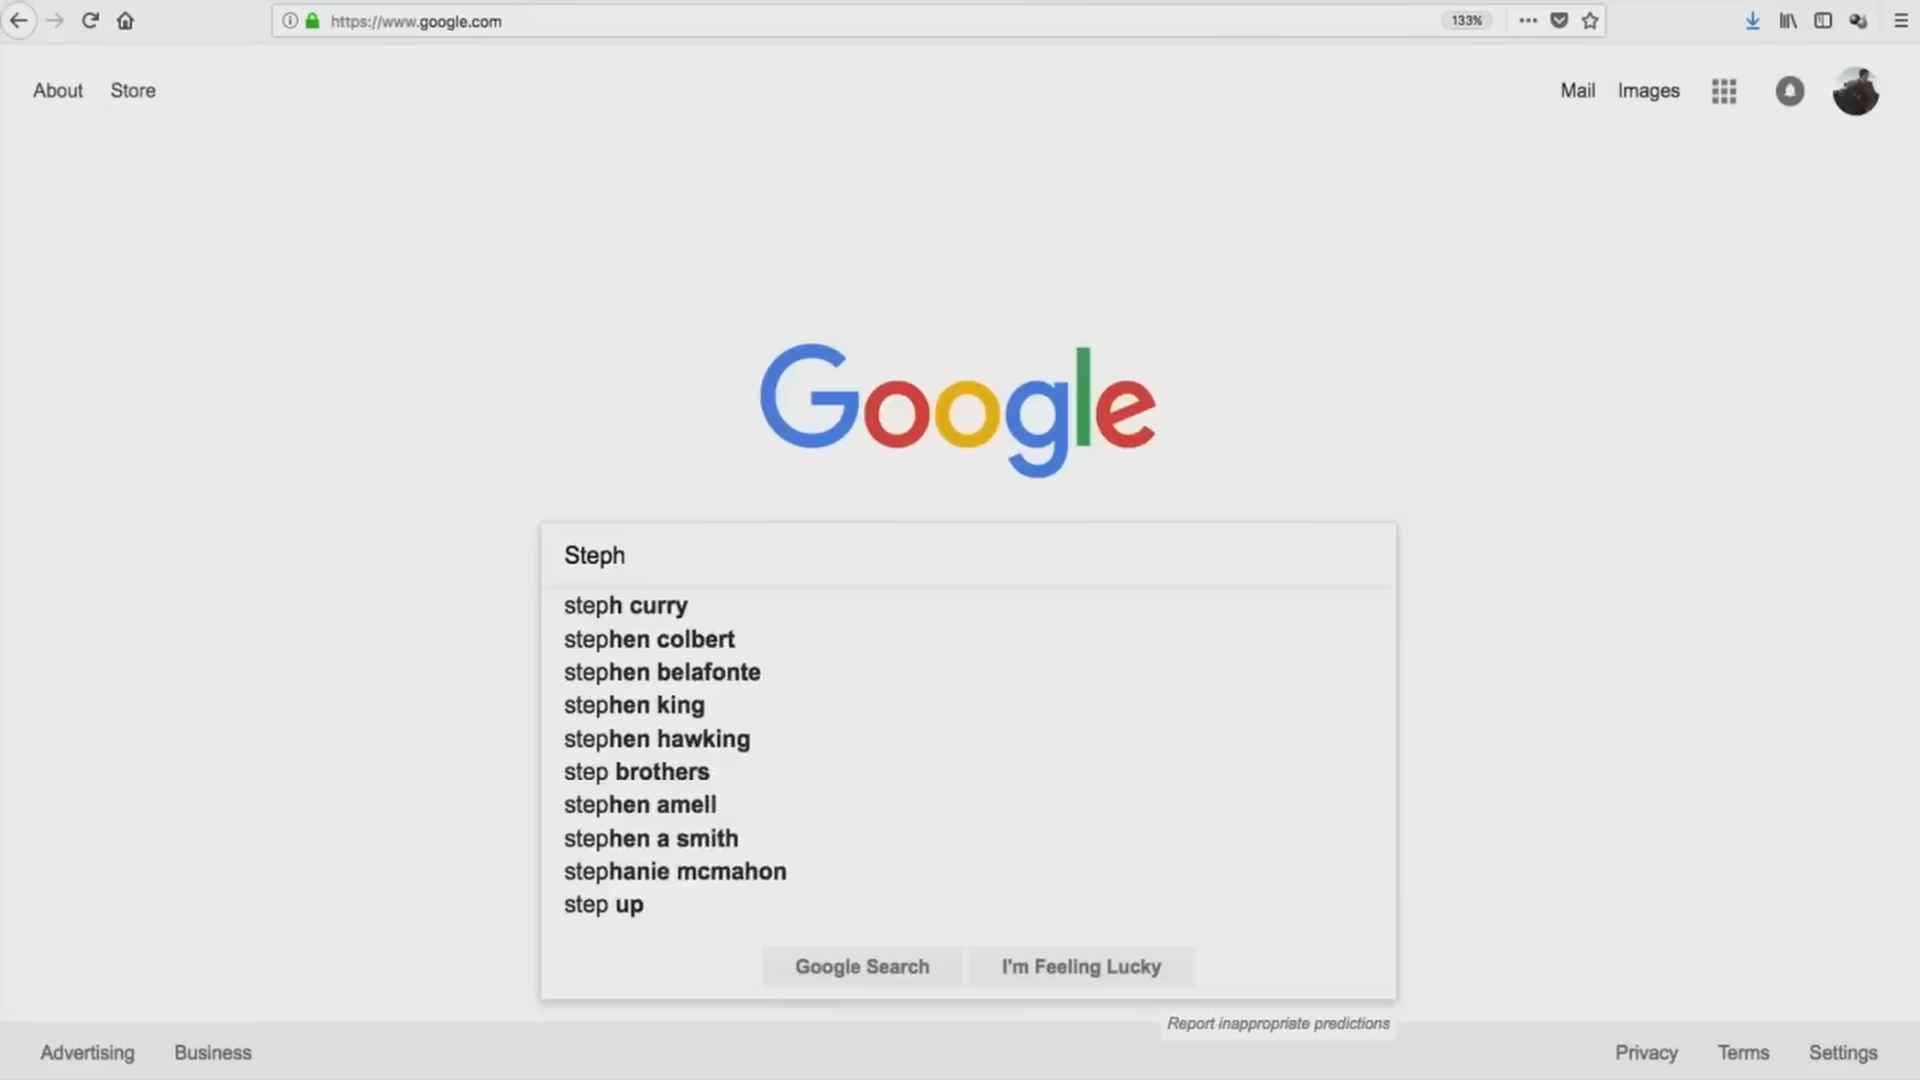 https://www.google.com
133%
About Store
Mail Images
Google
Steph
steph curry
stephen colbert
stephen belafonte
stephen king
stephen hawking
step brothers
stephen amell
stephen a smith
stephanie mcmahon
step up
Google Search I'm Feeling Lucky
Report inappropriate predictions
Advertising Business
Privacy Terms Settings